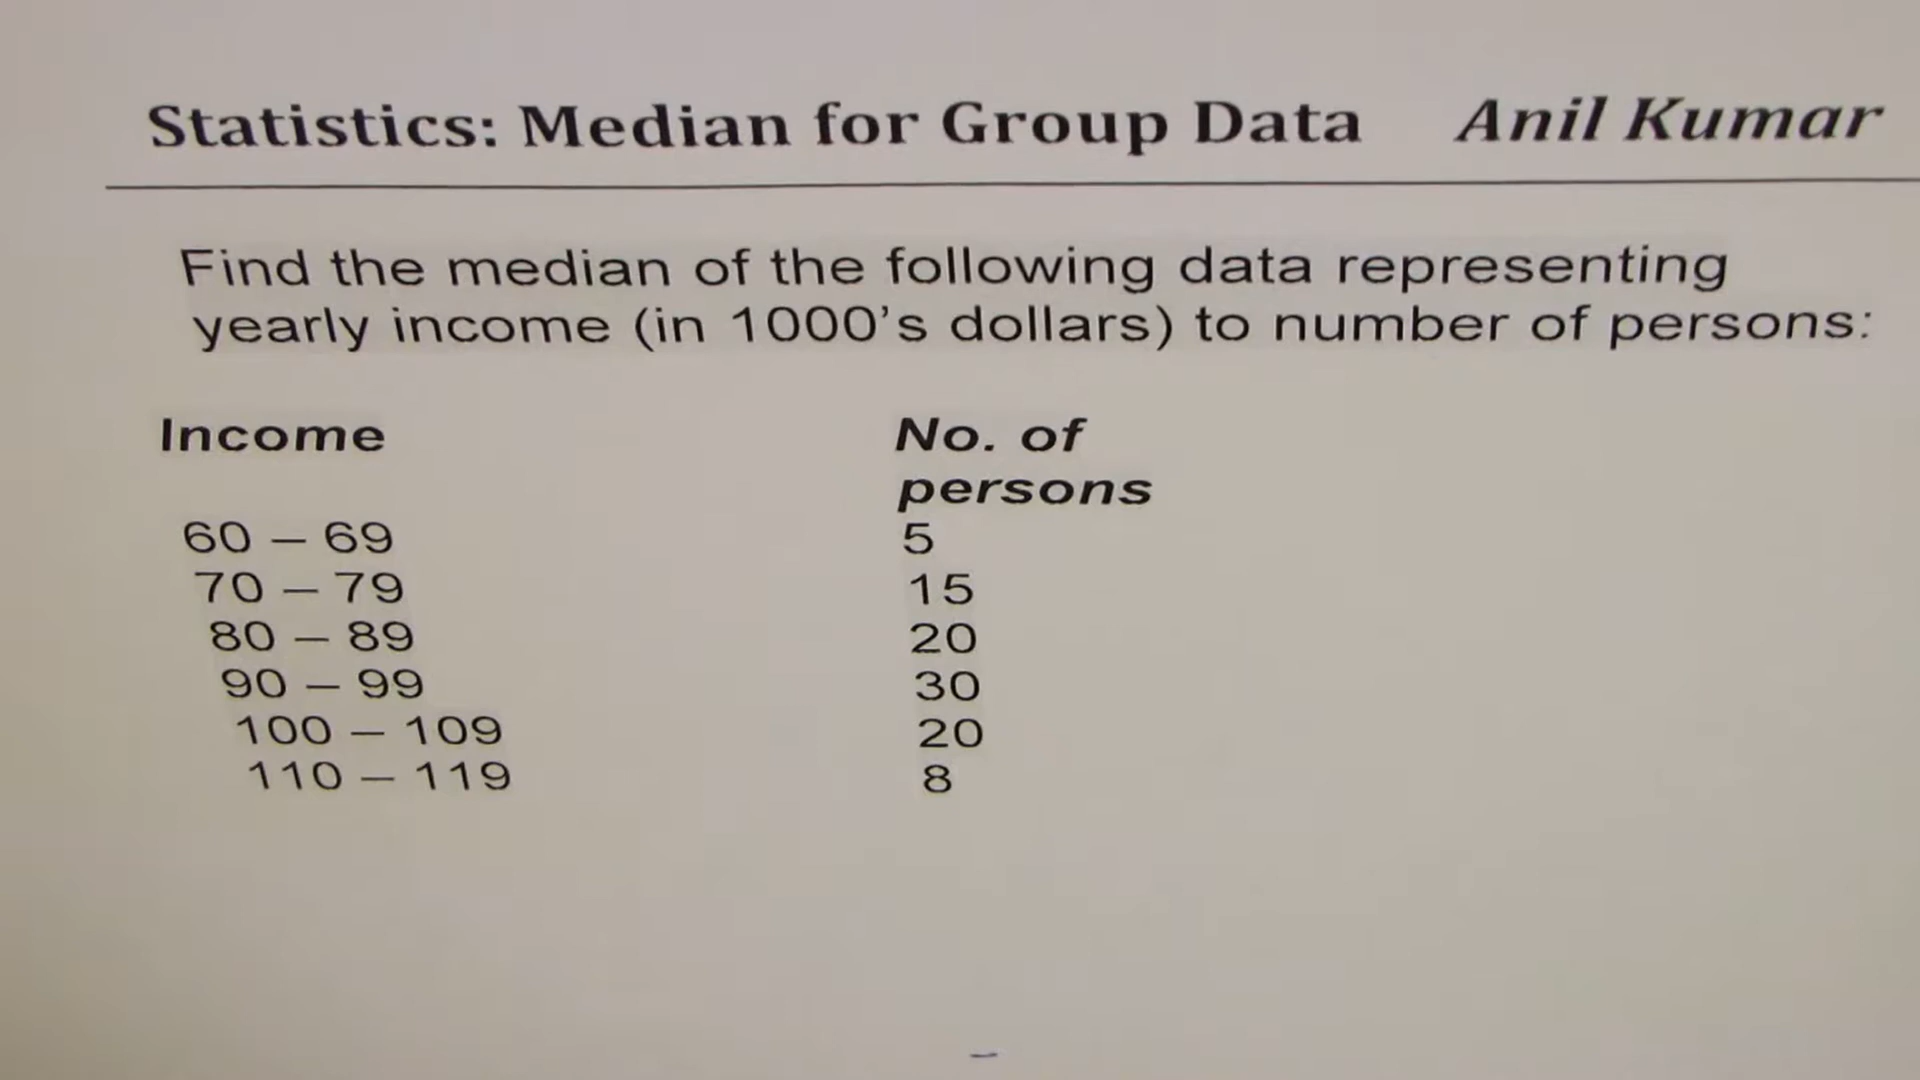 Statistics: Median for Group Data Anil Kumar
Find the median of the following data representing
yearly income (in 1000's dollars) to number of persons:
Income No. of
persons
60 – 69 5
70 – 79 15
80 – 89 20
90 – 99 30
100 – 109 20
110 – 119 8